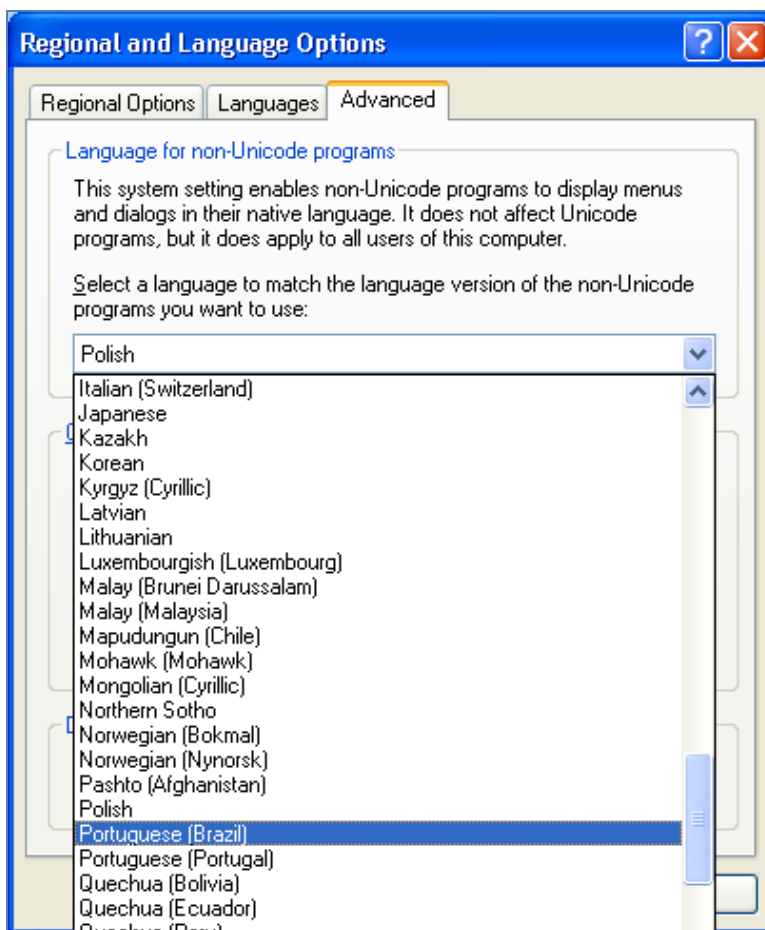 Regional and Language Options
Regional Options Languages Advanced
Language for non-Unicode programs
This system setting enables non-Unicode programs to display menus
and dialogs in their native language. It does not affect Unicode
programs, but it does apply to all users of this computer.
Select a language to match the language version of the non-Unicode
programs you want to use:
Polish
Italian (Switzerland)
Japanese
Kazakh
Korean
Kyrgyz (Cyrillic)
Latvian
Lithuanian
Luxembourgish (Luxembourg)
Malay (Brunei Darussalam)
Malay (Malaysia)
Mapudungun (Chile)
Mohawk (Mohawk)
Mongolian (Cyrillic)
Northern Sotho
Norwegian (Bokmal)
Norwegian (Nynorsk)
Pashto (Afghanistan)
Polish
Portuguese (Brazil)
Portuguese (Portugal)
Quechua (Bolivia)
Quechua (Ecuador)